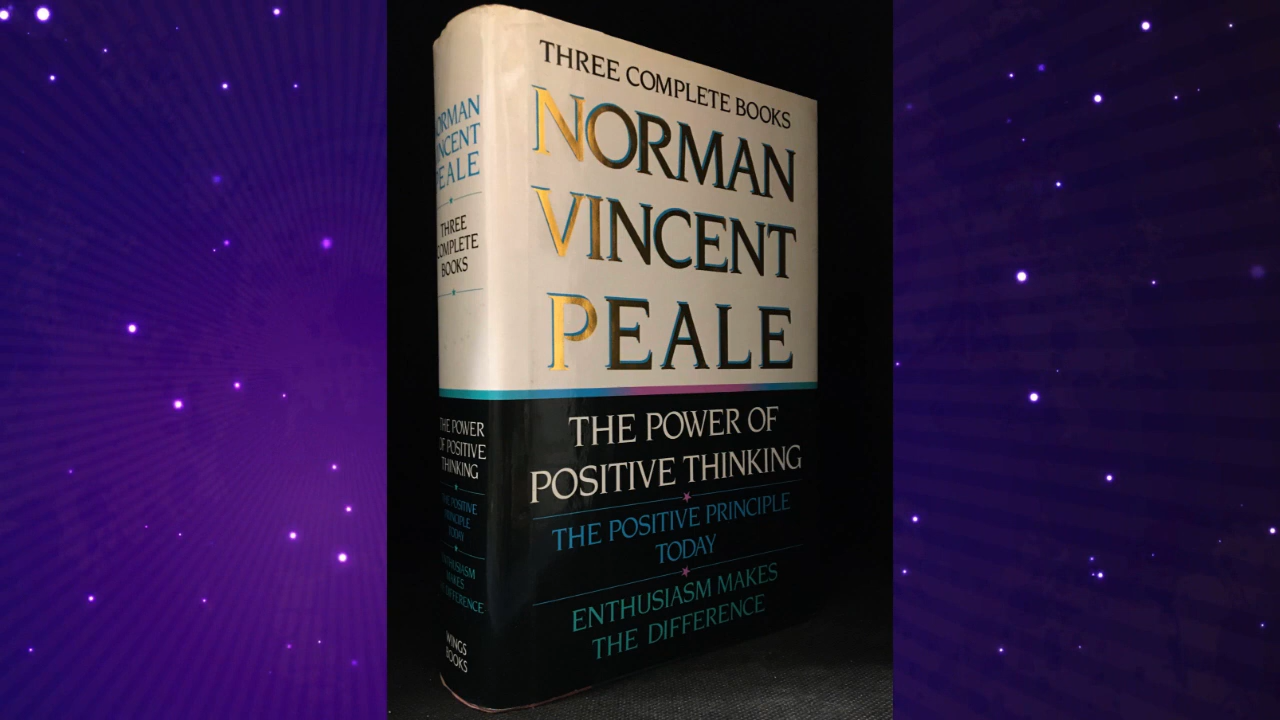 NORMAN
VINCENT
PEALE
THREE
COMPLETE
BOOKS
THE POWER
OF POSITIVE
THINKING
THE POSITIVE
PRINCIPLE
TODAY
ENTHUSIASM
MAKES
THE DIFFERENCE
WINGS
BOOKS
THREE COMPLETE BOOKS
NORMAN
VINCENT
PEALE
THE POWER OF
POSITIVE THINKING
THE POSITIVE PRINCIPLE
TODAY
ENTHUSIASM MAKES
THE DIFFERENCE